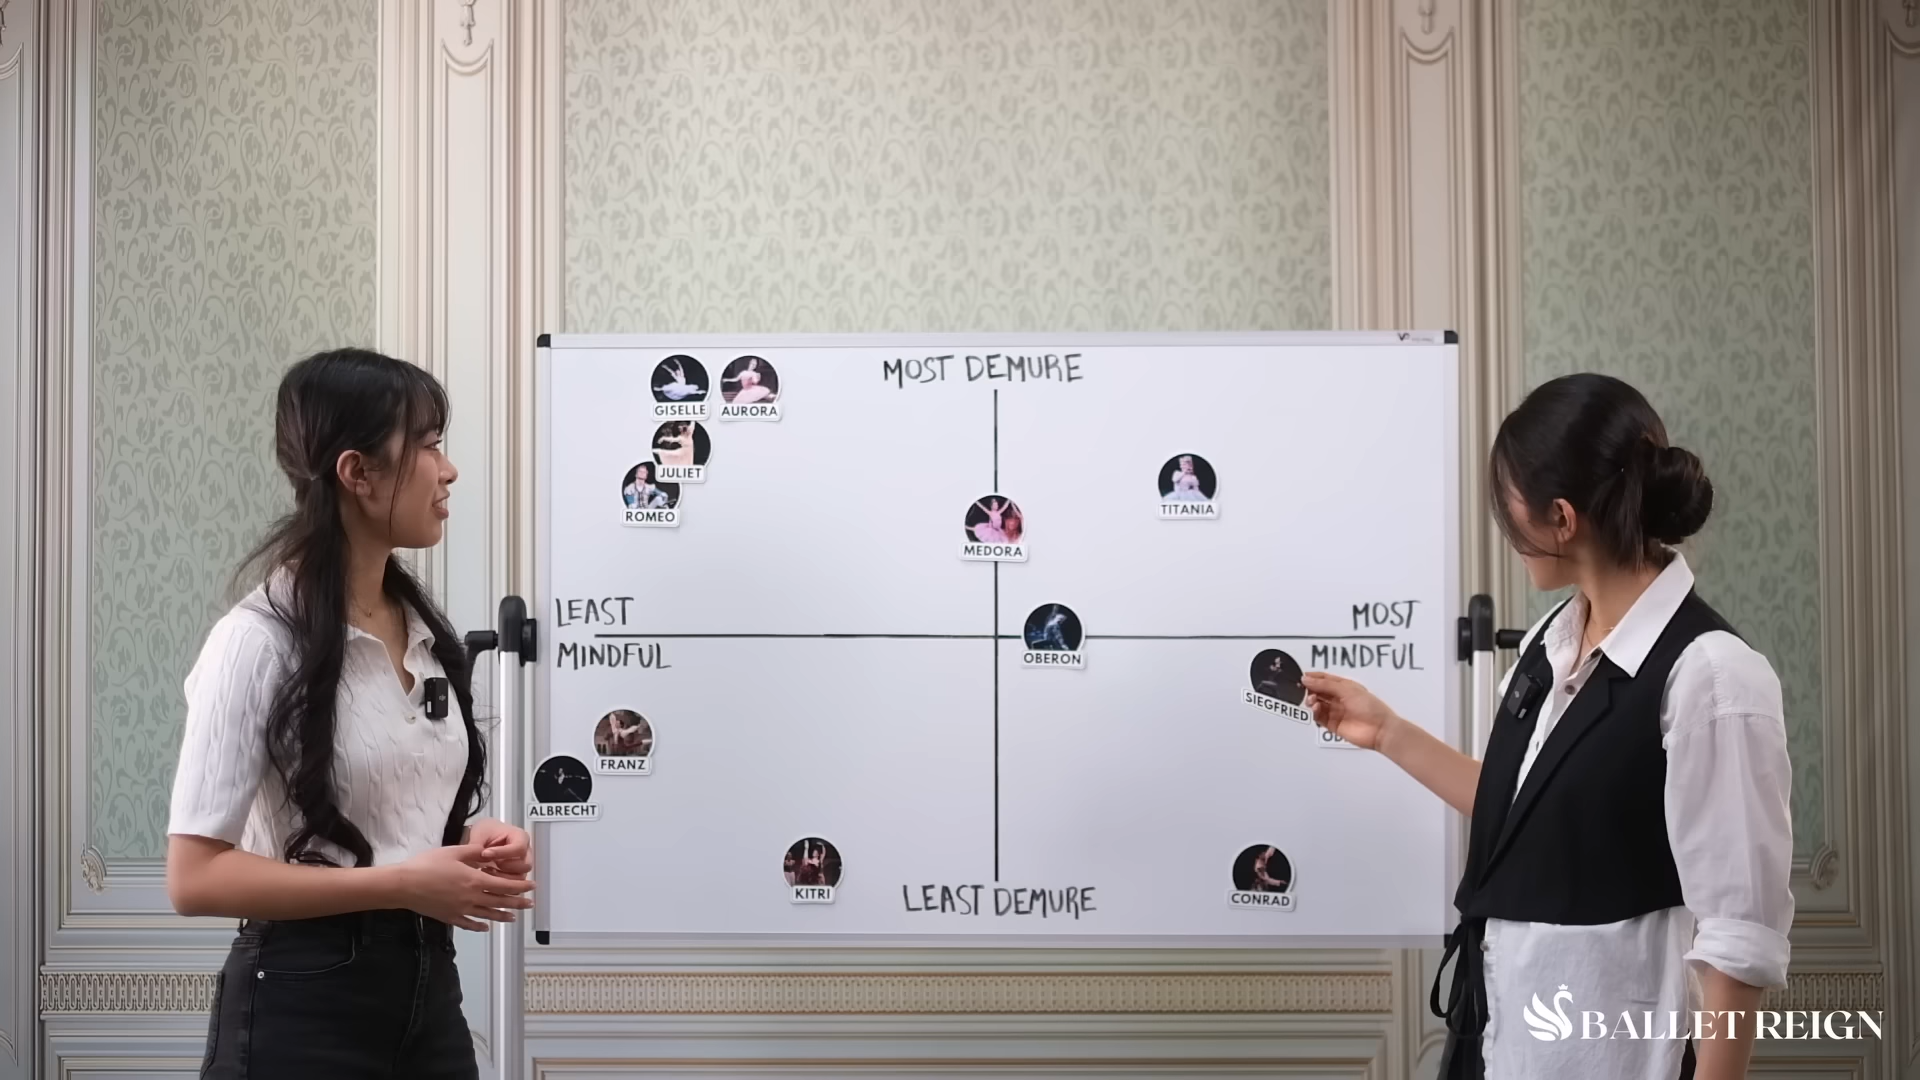 MOST DEMURE
GISELLE
AURORA
JULIET
ROMEO
TITANIA
MEDORA
LEAST
MINDFUL
MOST
MINDFUL
OBERON
SIEGFRIED
FRANZ
ALBRECHT
KITRI
CONRAD
LEAST DEMURE
BALLET REIGN